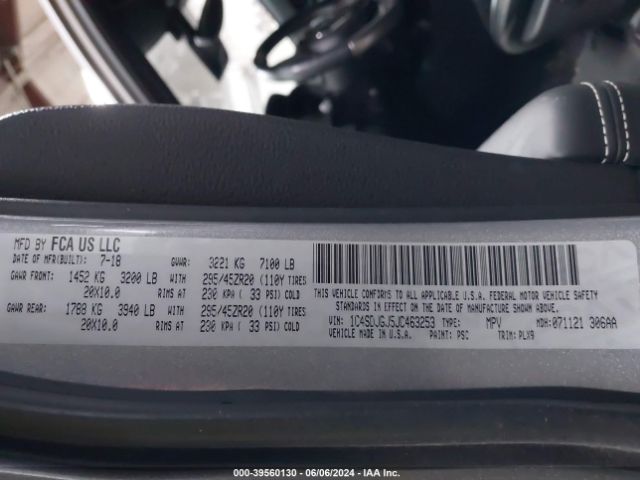 MFD BY FCA US LLC
DATE OF MFR(BUILT): 7-18 GVWR: 3221 KG 7100 LB
GAWR FRONT: 1452 KG 3200 LB WITH 295/45ZR20 (110Y TIRES
20X10.0 RIMS AT 230 KPA ( 33 PSI) COLD
GAWR REAR: 1788 KG 3940 LB WITH 295/45ZR20 (110Y TIRES
20X10.0 RIMS AT 230 KPA ( 33 PSI) COLD
THIS VEHICLE CONFORMS TO ALL APPLICABLE U.S.A. FEDERAL MOTOR VEHICLE SAFETY
STANDARDS IN EFFECT ON THE DATE OF MANUFACTURE SHOWN ABOVE.
VIN: 1C4SDJGJ5JC463253 TYPE: MPV MDH: 071121 306AA
VEHICLE MADE IN U.S.A. PAINT: PSC TRIM: PLX9
000-39560130 - 06/06/2024 - IAA Inc.